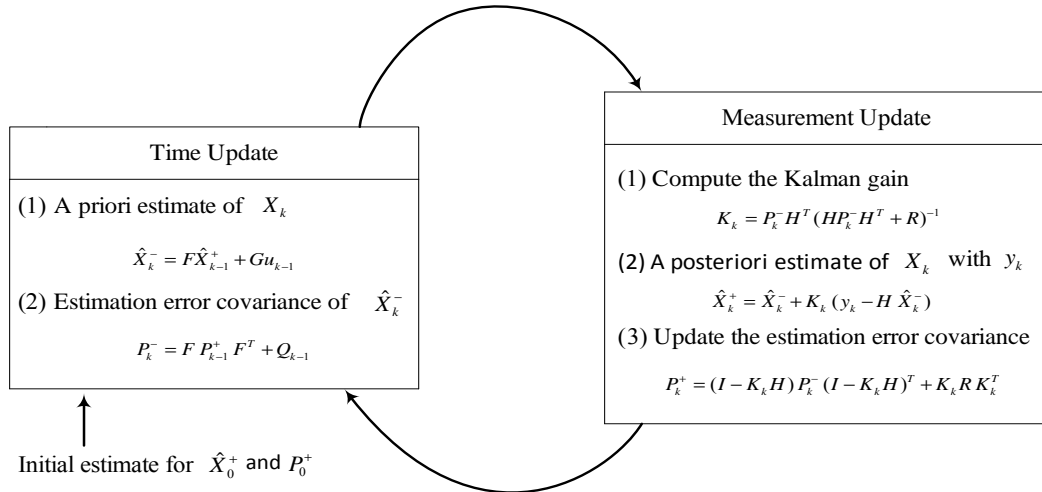 Time Update
(1) A priori estimate of X_k
X̂_k^- = F X̂_{k-1}^+ + Gu_{k-1}
(2) Estimation error covariance of X̂_k^-
P_k^- = F P_{k-1}^+ F^T + Q_{k-1}
Initial estimate for X̂_0^+ and P_0^+
Measurement Update
(1) Compute the Kalman gain
K_k = P_k^- H^T (HP_k^- H^T + R)^{-1}
(2) A posteriori estimate of X_k with y_k
X̂_k^+ = X̂_k^- + K_k (y_k - H X̂_k^-)
(3) Update the estimation error covariance
P_k^+ = (I - K_k H) P_k^- (I - K_k H)^T + K_k R K_k^T